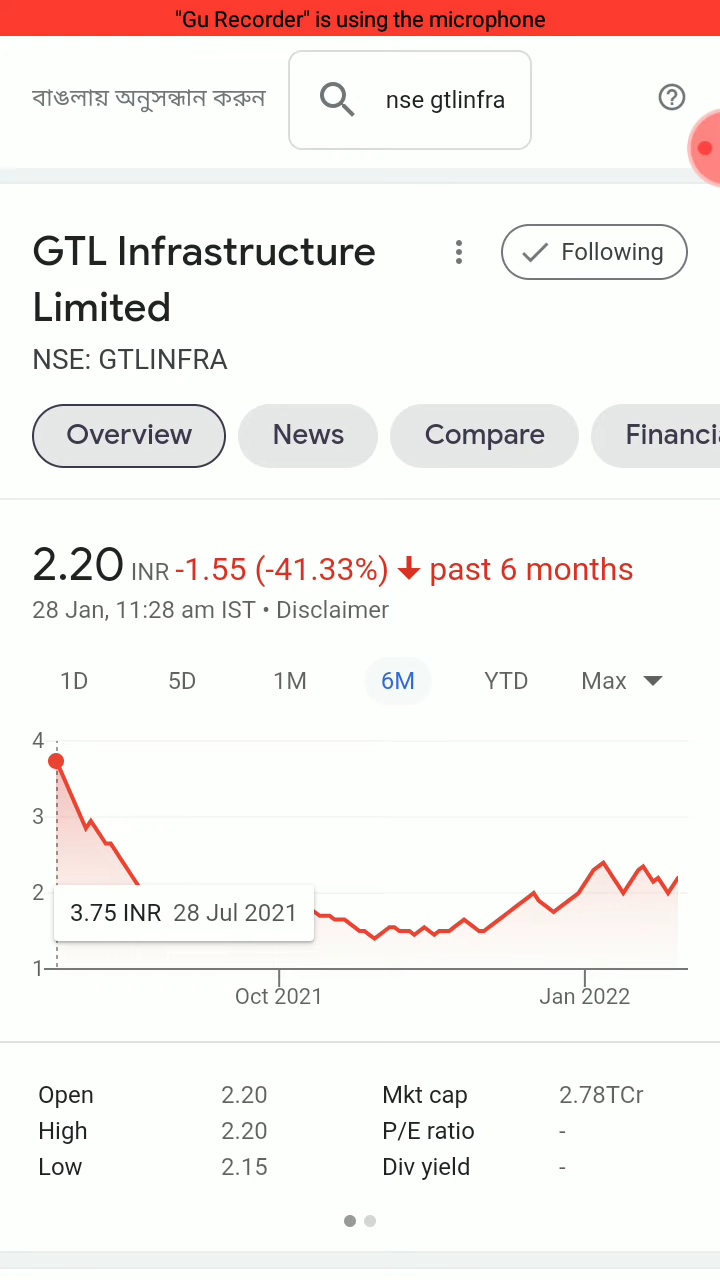 "Gu Recorder" is using the microphone
বাঙলায় অনুসন্ধান করুন
nse gtlinfra
GTL Infrastructure
Limited
Following
NSE: GTLINFRA
Overview News Compare Financi
2.20 INR -1.55 (-41.33%) past 6 months
28 Jan, 11:28 am IST • Disclaimer
1D 5D 1M 6M YTD Max
4
3
2
3.75 INR 28 Jul 2021
1
Oct 2021 Jan 2022
Open 2.20 Mkt cap 2.78TCr
High 2.20 P/E ratio -
Low 2.15 Div yield -